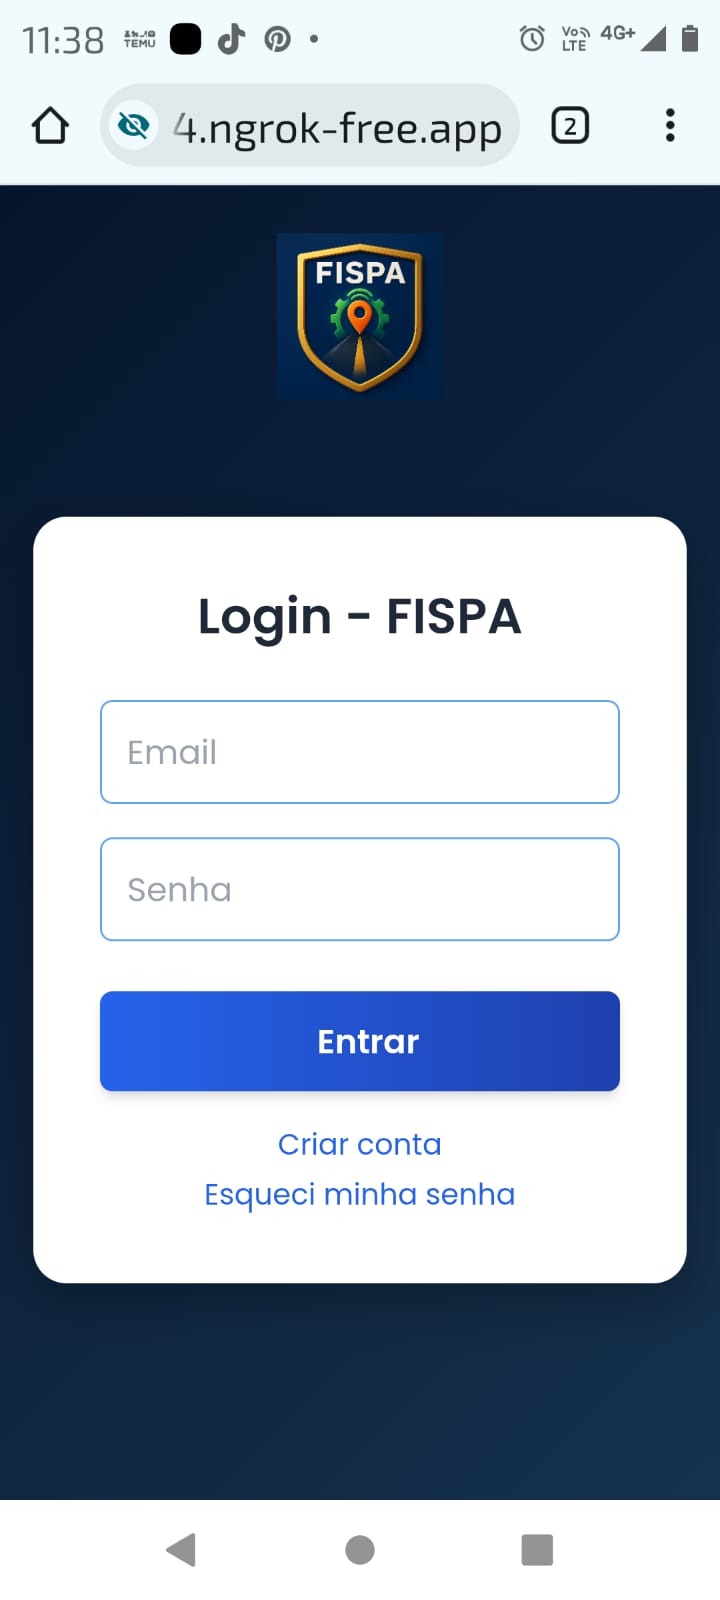 11:38
TEMU
Vo
LTE
4G+
4.ngrok-free.app
2
FISPA
Login - FISPA
Email
Senha
Entrar
Criar conta
Esqueci minha senha